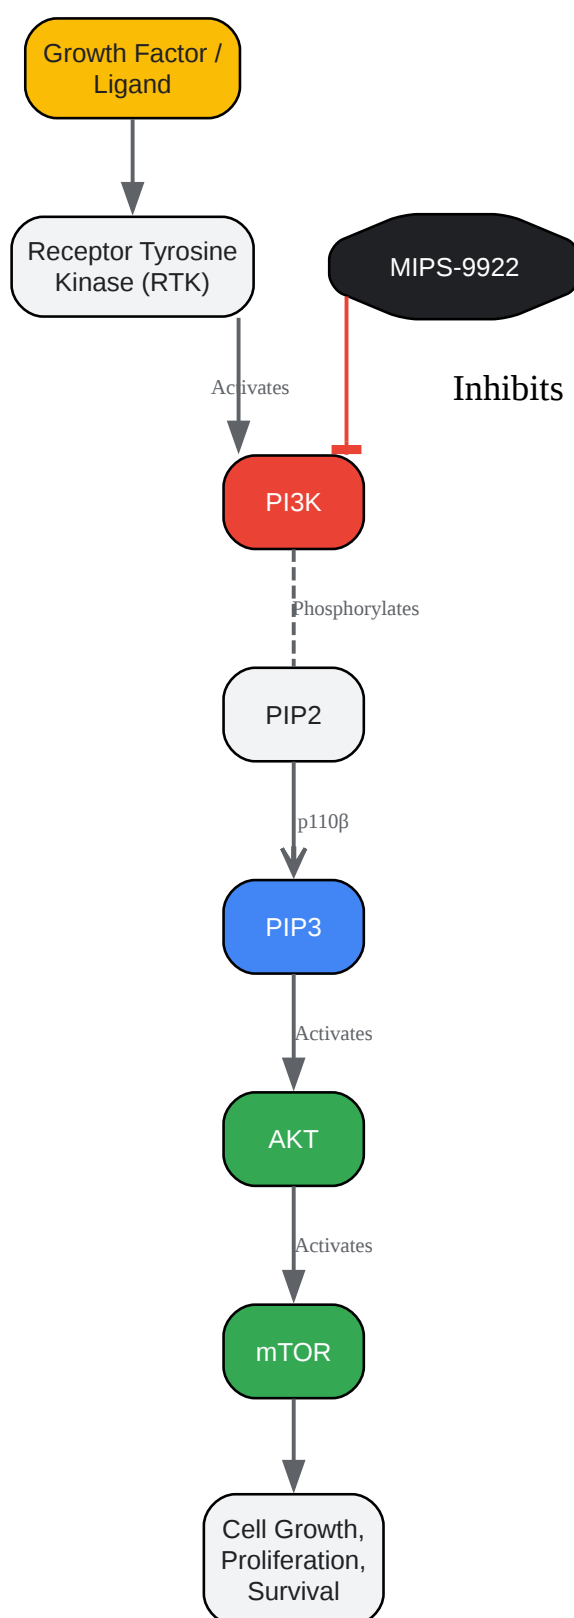 Growth Factor /
Ligand
Receptor Tyrosine
Kinase (RTK)
MIPS-9922
Activates
Inhibits
PI3K
Phosphorylates
PIP2
p110β
PIP3
Activates
AKT
Activates
mTOR
Cell Growth,
Proliferation,
Survival